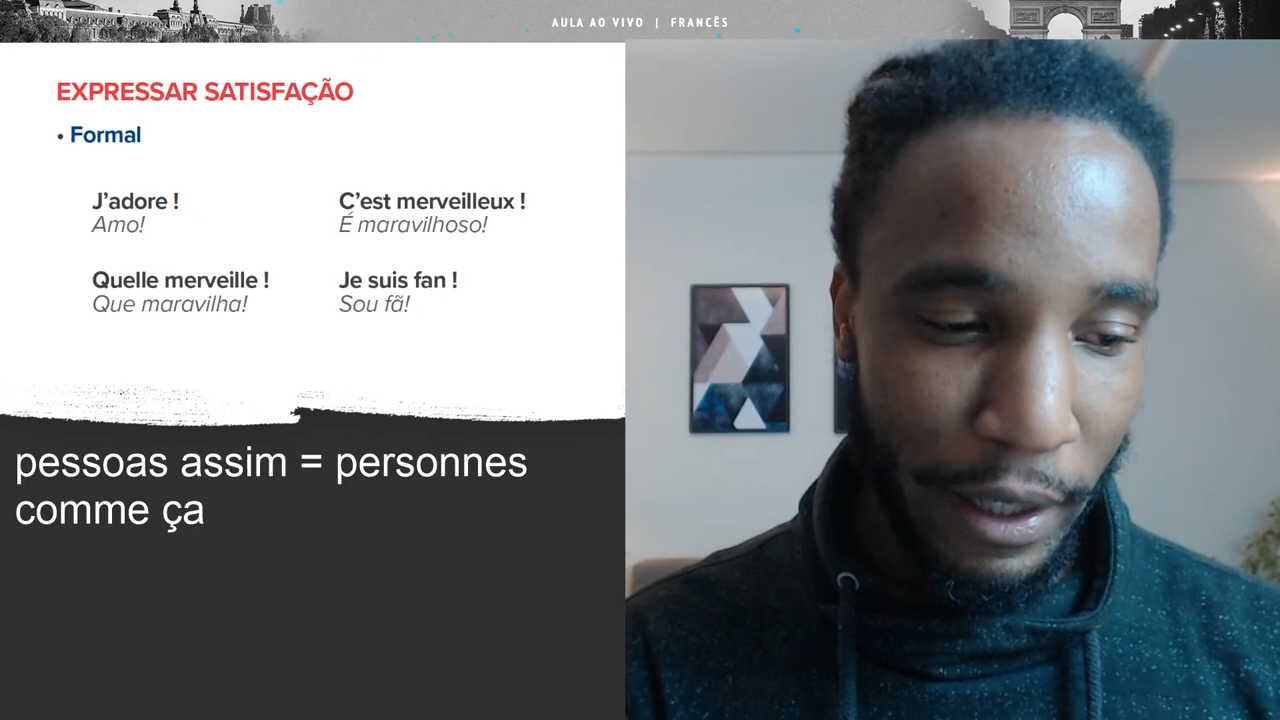 AULA AO VIVO | FRANCÊS
EXPRESSAR SATISFAÇÃO
• Formal
J'adore !
Amo!
C'est merveilleux !
É maravilhoso!
Quelle merveille !
Que maravilha!
Je suis fan !
Sou fã!
pessoas assim = personnes
comme ça